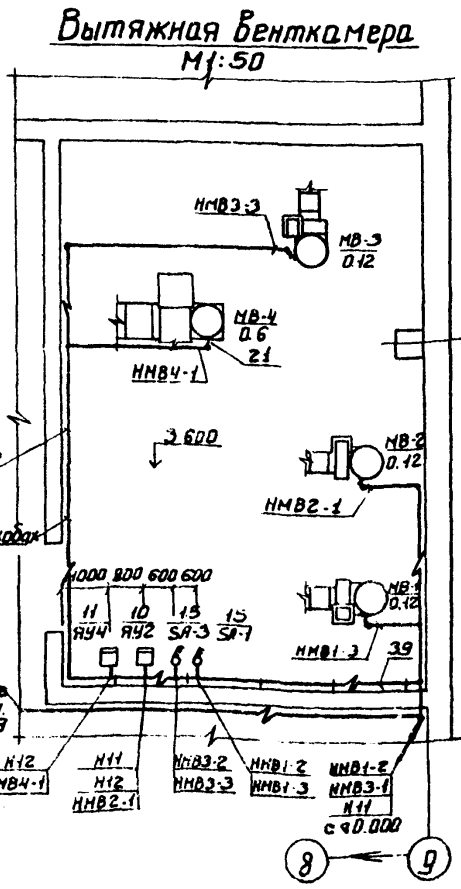 Вытяжная венткамера
М1:50
НМВ3-3
МВ-3
0.12
МВ-4
0.6
21
НМВ4-1
3.600
МВ-2
0.12
НМВ2-1
МВ-1
0.12
НМВ1-3
39
1000 800 600 600
11 10 15 15
ЯУ4 ЯУ2 SA-3 SA-1
Н12
НМВ4-1
Н11
Н12
НМВ2-1
НМВ3-2
НМВ3-3
НМВ1-2
НМВ1-3
НМВ1-2
НМВ3-1
Н11
с 0.000
8 9